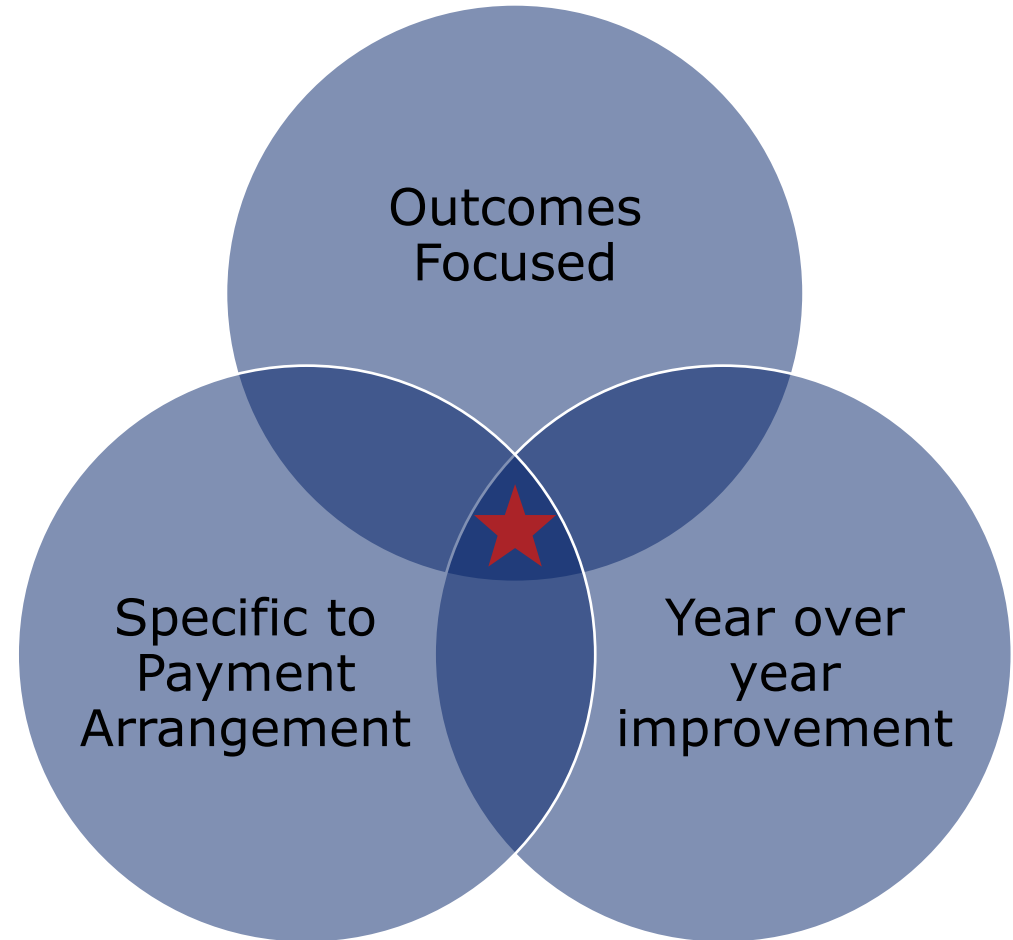 Outcomes
Focused
Specific to
Payment
Arrangement
Year over
year
improvement